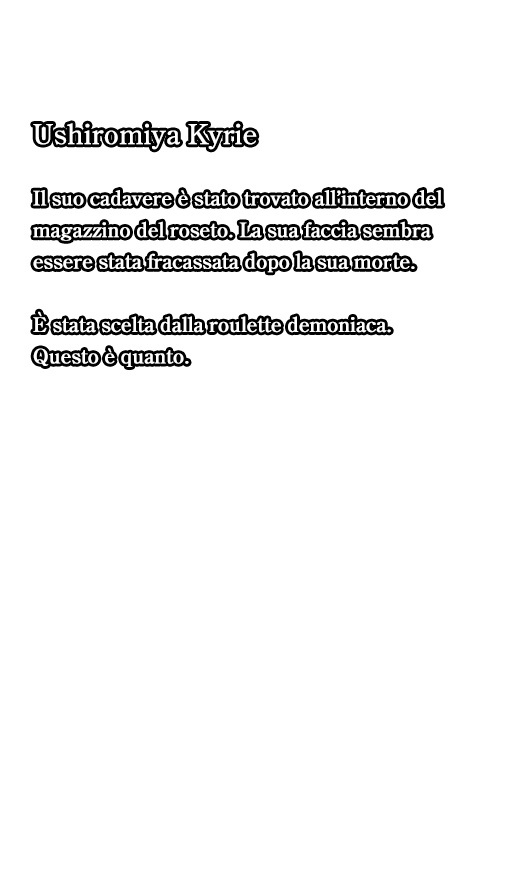 Ushiromiya Kyrie
Il suo cadavere è stato trovato all'interno del
magazzino del roseto. La sua faccia sembra
essere stata fracassata dopo la sua morte.
È stata scelta dalla roulette demoniaca.
Questo è quanto.